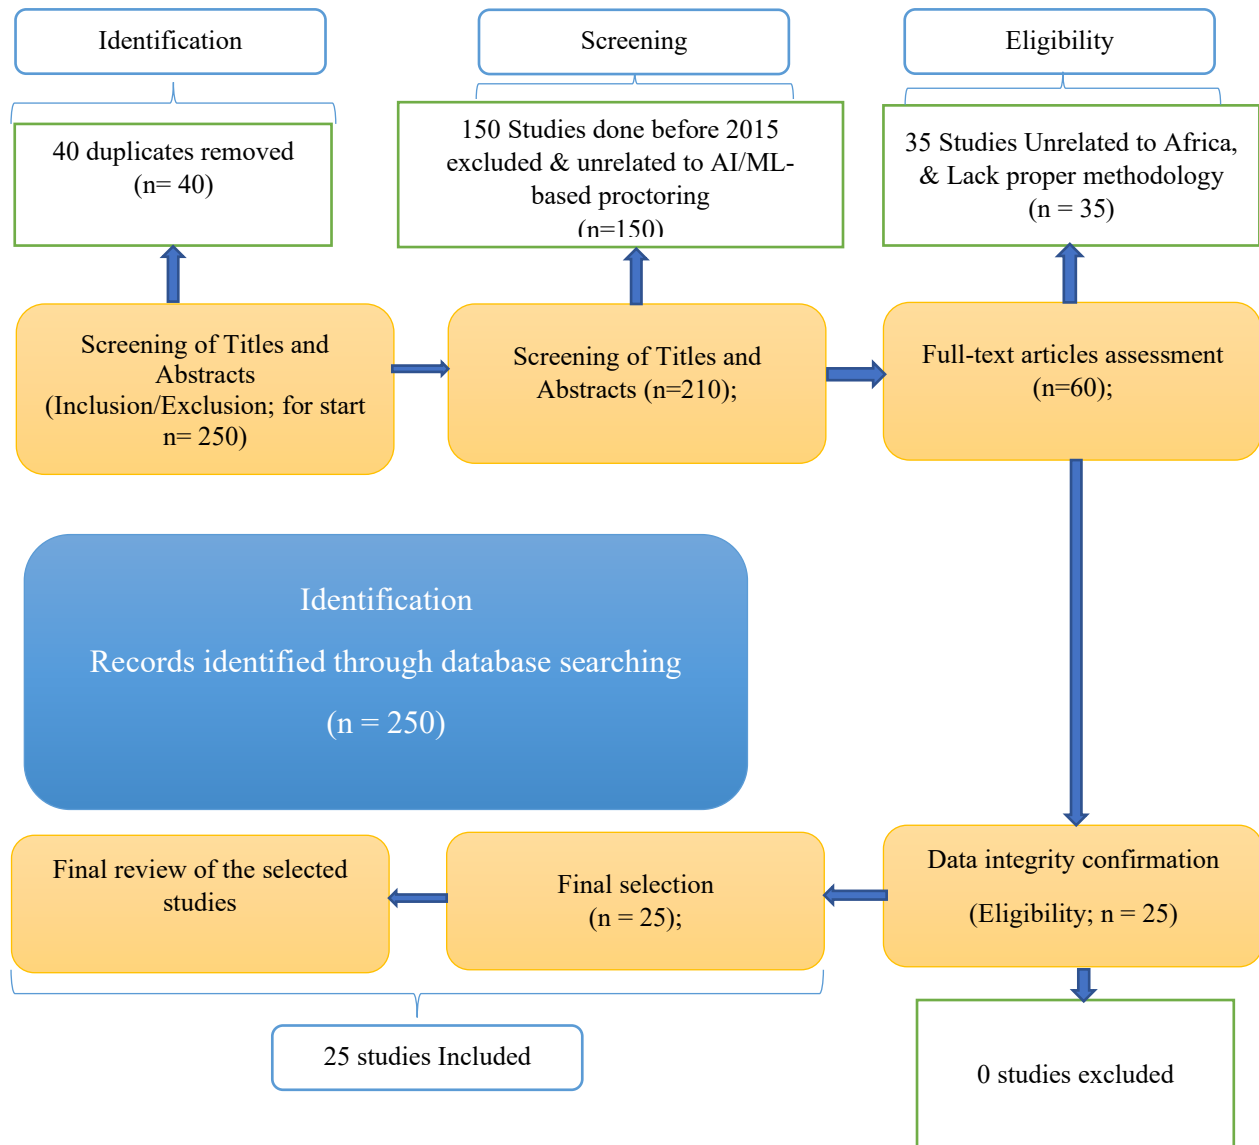 Identification
Screening
Eligibility
40 duplicates removed
(n= 40)
150 Studies done before 2015
excluded & unrelated to AI/ML-
based proctoring
(n=150)
35 Studies Unrelated to Africa,
& Lack proper methodology
(n = 35)
Screening of Titles and
Abstracts
(Inclusion/Exclusion; for start
n= 250)
Screening of Titles and
Abstracts (n=210);
Full-text articles assessment
(n=60);
Identification
Records identified through database searching
(n = 250)
Final review of the selected
studies
Final selection
(n = 25);
Data integrity confirmation
(Eligibility; n = 25)
25 studies Included
0 studies excluded